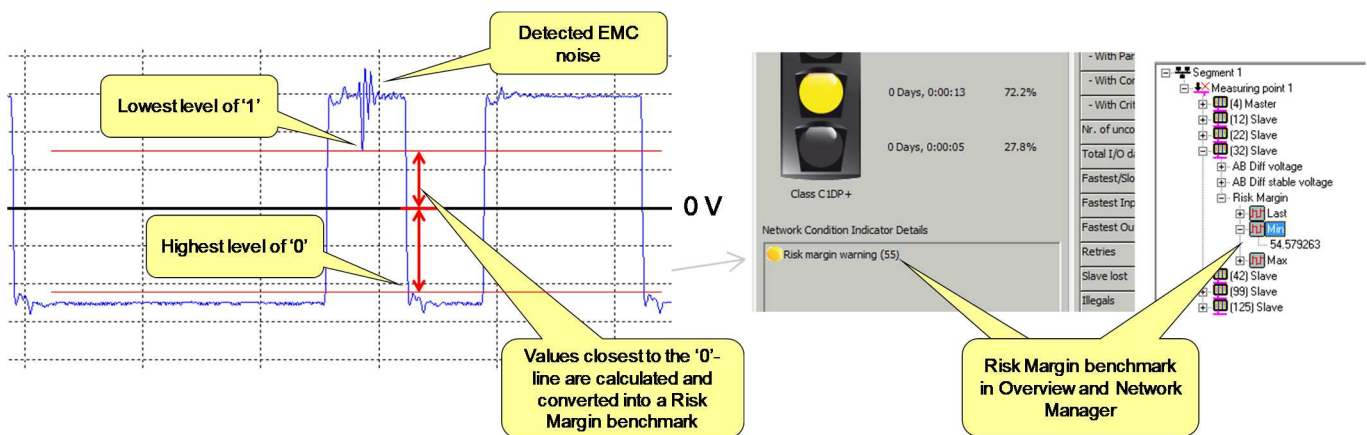 Detected EMC
noise
Lowest level of '1'
Highest level of '0'
0 V
Values closest to the '0'-
line are calculated and
converted into a Risk
Margin benchmark
0 Days, 0:00:13 72.2%
0 Days, 0:00:05 27.8%
Class C1DP+
Network Condition Indicator Details
Risk margin warning (55)
- With Par
- With Cor
- With Crit
Nr. of unco
Total I/O da
Fastest/Slo
Fastest Inp
Fastest Ou
Retries
Slave lost
Illegals
Segment 1
Measuring point 1
(4) Master
(12) Slave
(22) Slave
(32) Slave
AB Diff voltage
AB Diff stable voltage
Risk Margin
Last
Min
54.579263
Max
(42) Slave
(99) Slave
(125) Slave
Risk Margin benchmark
in Overview and Network
Manager